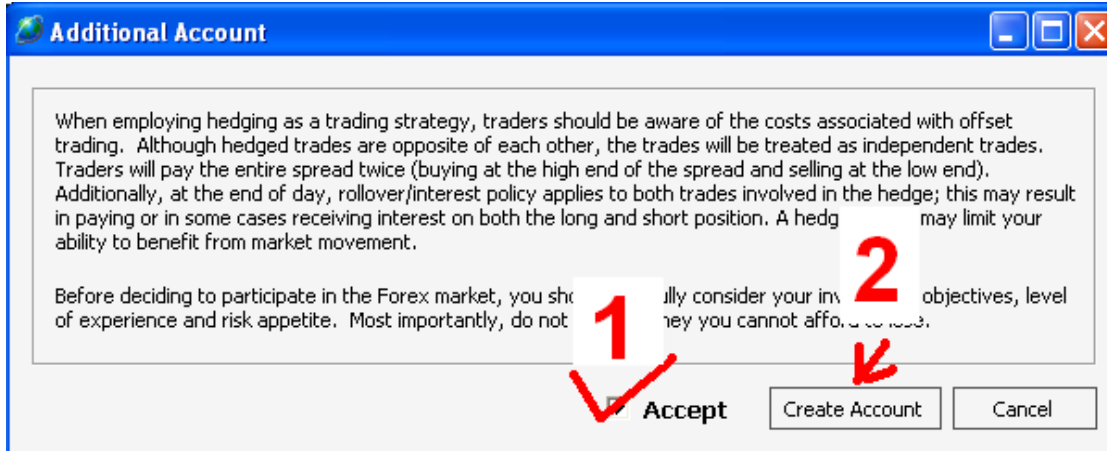 Additional Account
When employing hedging as a trading strategy, traders should be aware of the costs associated with offset
trading. Although hedged trades are opposite of each other, the trades will be treated as independent trades.
Traders will pay the entire spread twice (buying at the high end of the spread and selling at the low end).
Additionally, at the end of day, rollover/interest policy applies to both trades involved in the hedge; this may result
in paying or in some cases receiving interest on both the long and short position. A may limit your
ability to benefit from market movement.
2
Before deciding to participate in the Forex market, you consider your objectives, level
of experience and risk appetite. Most importantly, do not you cannot afford to lose.
1
Accept
Create Account
Cancel